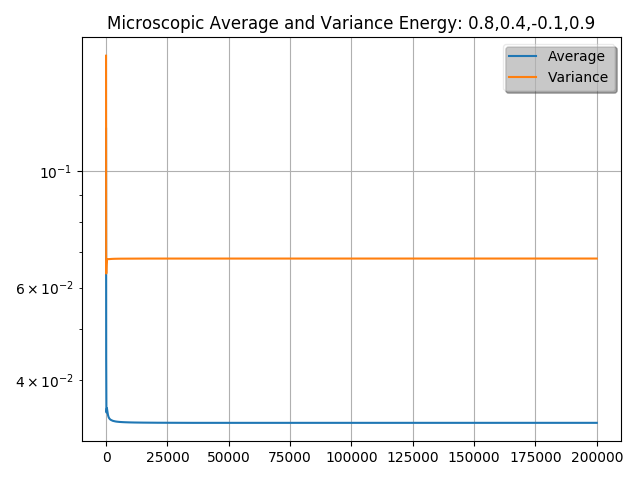 Microscopic Average and Variance Energy: 0.8,0.4,-0.1,0.9
Average
Variance
10⁻¹
6 × 10⁻²
4 × 10⁻²
0 25000 50000 75000 100000 125000 150000 175000 200000